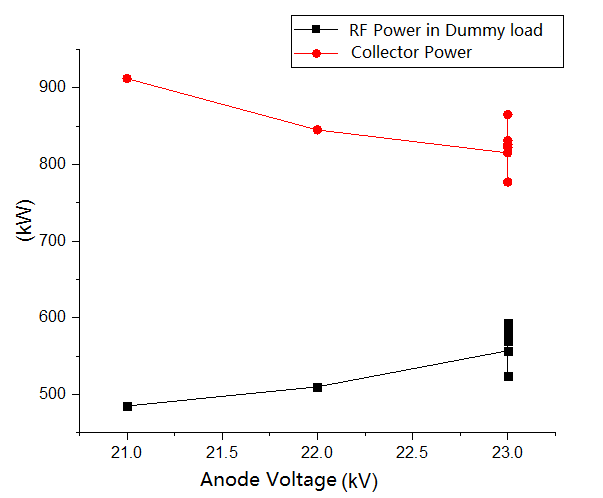 RF Power in Dummy load
Collector Power
900
800
700
600
500
(kW)
21.0 21.5 22.0 22.5 23.0
Anode Voltage (kV)